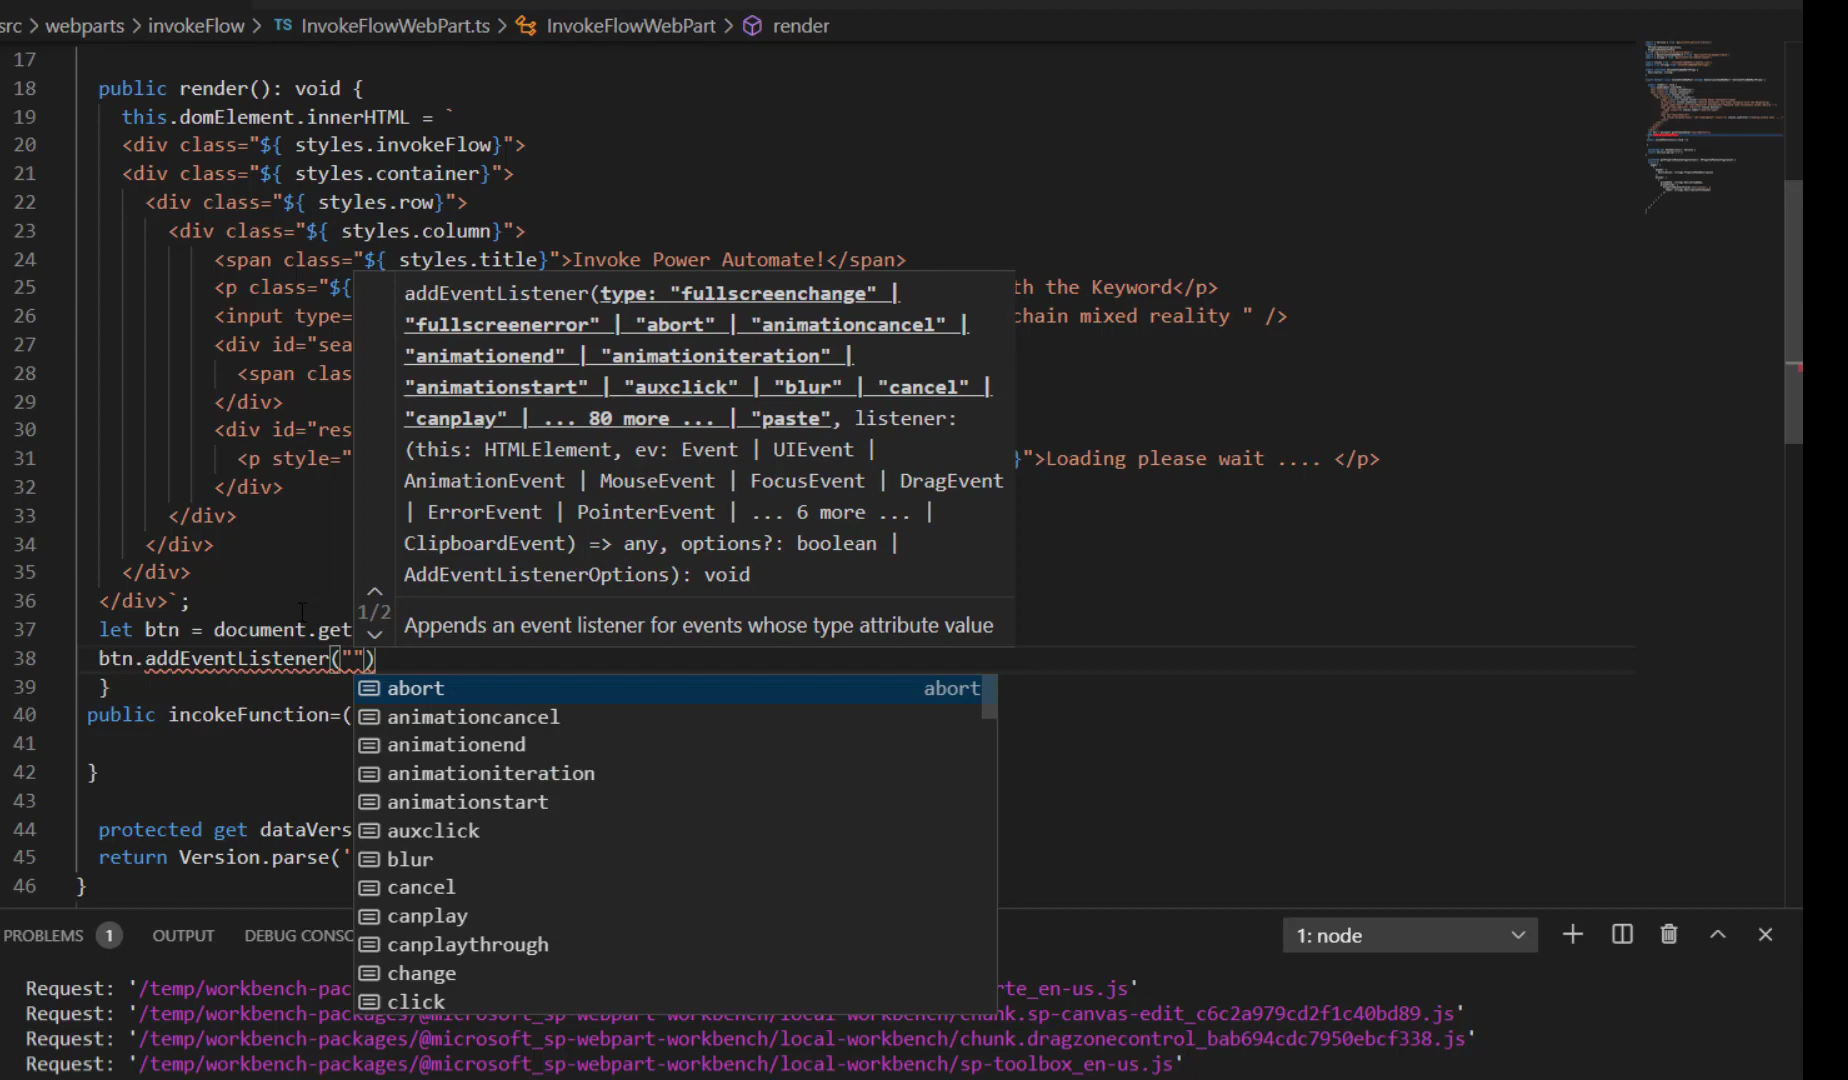 src > webparts > invokeFlow > TS InvokeFlowWebPart.ts > InvokeFlowWebPart > render
17
18 public render(): void {
19 this.domElement.innerHTML = `
20 <div class="${ styles.invokeFlow}">
21 <div class="${ styles.container}">
22 <div class="${ styles.row}">
23 <div class="${ styles.column}">
24 <span class="${ styles.title}">Invoke Power Automate!</span>
25 <p class="${ th the Keyword</p>
26 <input type= chain mixed reality " />
27 <div id="sea
28 <span clas
29 </div>
30 <div id="res
31 <p style=" }">Loading please wait .... </p>
32 </div>
33 </div>
34 </div>
35 </div>
36 </div>`;
37 let btn = document.get
38 btn.addEventListener("")
39 }
40 public incokeFunction=(
41
42 }
43
44 protected get dataVers
45 return Version.parse('
46 }
addEventListener(type: "fullscreenchange" |
"fullscreenerror" | "abort" | "animationcancel" |
"animationend" | "animationiteration" |
"animationstart" | "auxclick" | "blur" | "cancel" |
"canplay" | ... 80 more ... | "paste", listener:
(this: HTMLElement, ev: Event | UIEvent |
AnimationEvent | MouseEvent | FocusEvent | DragEvent
| ErrorEvent | PointerEvent | ... 6 more ... |
ClipboardEvent) => any, options?: boolean |
AddEventListenerOptions): void
1/2
Appends an event listener for events whose type attribute value
abort abort
animationcancel
animationend
animationiteration
animationstart
auxclick
blur
cancel
canplay
canplaythrough
change
click
PROBLEMS 1 OUTPUT DEBUG CONSC 1: node
Request: '/temp/workbench-pac rte_en-us.js'
Request: '/temp/workbench-packages/@microsoft_sp-webpart-workbench/local-workbench/chunk.sp-canvas-edit_c6c2a979cd2f1c40bd89.js'
Request: '/temp/workbench-packages/@microsoft_sp-webpart-workbench/local-workbench/chunk.dragzonecontrol_bab694cdc7950ebcf338.js'
Request: '/temp/workbench-packages/@microsoft_sp-webpart-workbench/local-workbench/sp-toolbox_en-us.js'